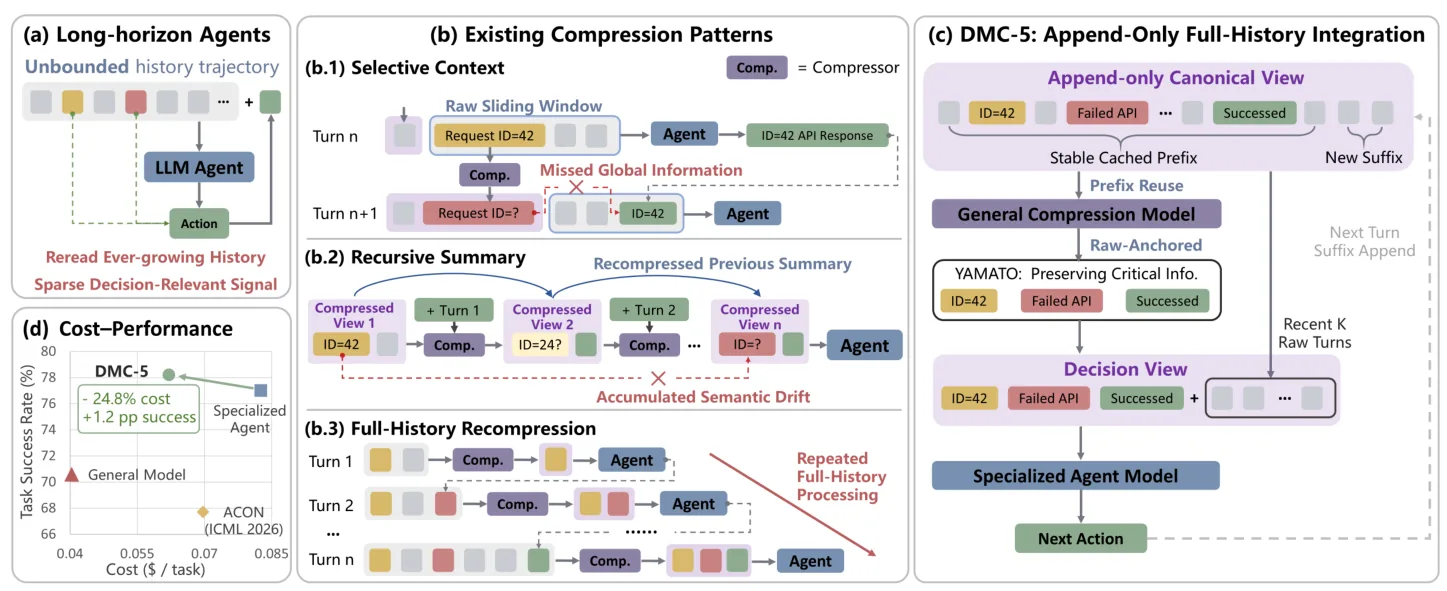 (a) Long-horizon Agents
Unbounded history trajectory
... +
LLM Agent
Action
Reread Ever-growing History
Sparse Decision-Relevant Signal
(d) Cost–Performance
Task Success Rate (%)
80
78
76
74
72
70
68
66
DMC-5
- 24.8% cost
+1.2 pp success
Specialized
Agent
General Model
ACON
(ICML 2026)
0.04 0.055 0.07 0.085
Cost ($ / task)
(b) Existing Compression Patterns
(b.1) Selective Context
Comp. = Compressor
Raw Sliding Window
Turn n
Request ID=42
Agent
ID=42 API Response
Comp.
Missed Global Information
Turn n+1
Request ID=?
ID=42
Agent
(b.2) Recursive Summary
Recompressed Previous Summary
Compressed
View 1
+ Turn 1
Compressed
View 2
+ Turn 2
Compressed
View n
ID=42
Comp.
ID=24?
Comp.
...
ID=?
Agent
Accumulated Semantic Drift
(b.3) Full-History Recompression
Turn 1
Comp.
Agent
Repeated
Full-History
Processing
Turn 2
Comp.
Agent
...
......
Turn n
Comp.
Agent
(c) DMC-5: Append-Only Full-History Integration
Append-only Canonical View
ID=42 Failed API ... Successed
Stable Cached Prefix
New Suffix
Prefix Reuse
General Compression Model
Raw-Anchored
Next Turn
Suffix Append
YAMATO: Preserving Critical Info.
ID=42 Failed API Successed
Recent K
Raw Turns
Decision View
ID=42 Failed API Successed + ...
Specialized Agent Model
Next Action